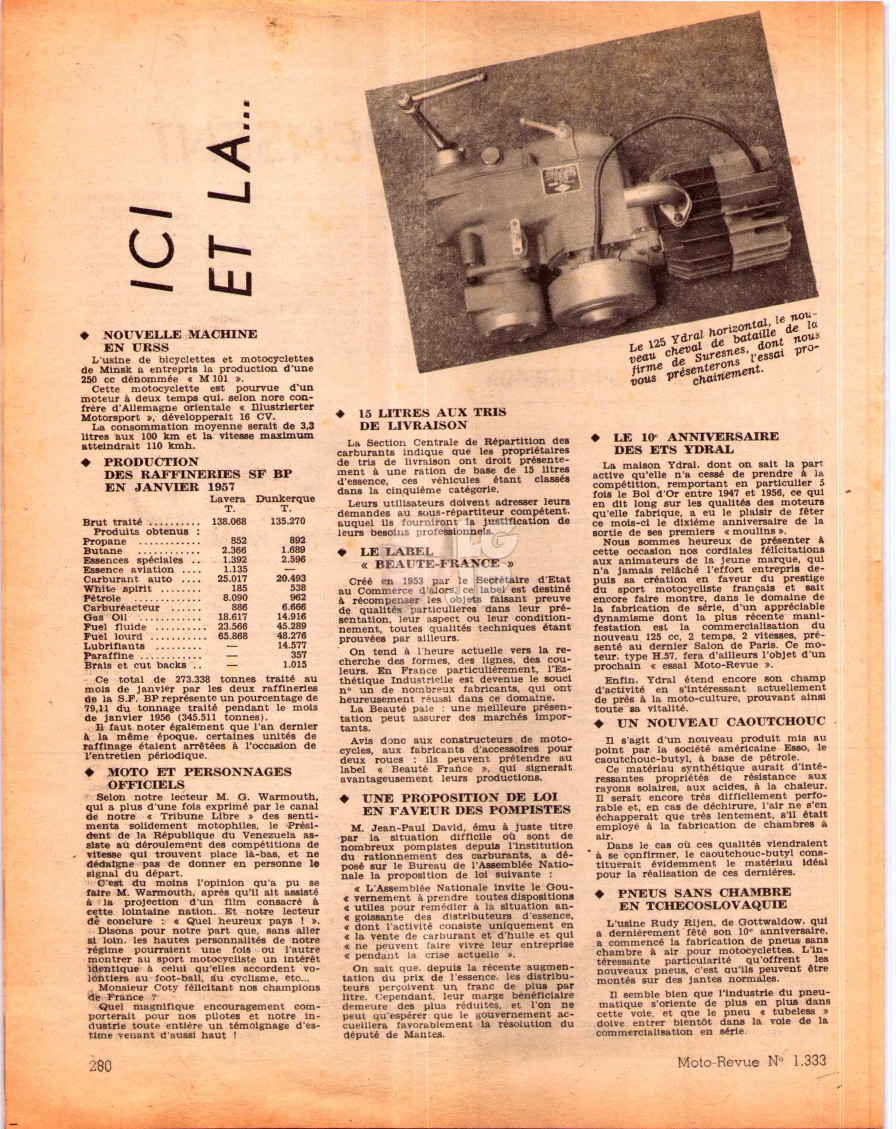 ICI
ET LA...
Le 125 Ydral horizontal, le nou-
veau cheval de bataille de la
firme de Suresnes, dont nous
vous présenterons l'essai pro-
chainement.
◆ NOUVELLE MACHINE
EN URSS
L'usine de bicyclettes et motocyclettes
de Minsk a entrepris la production d'une
250 cc dénommée « M 101 ».
Cette motocyclette est pourvue d'un
moteur à deux temps qui, selon nore con-
frère d'Allemagne orientale « Illustrierter
Motorsport », développerait 16 CV.
La consommation moyenne serait de 3,3
litres aux 100 km et la vitesse maximum
atteindrait 110 kmh.
◆ PRODUCTION
DES RAFFINERIES SF BP
EN JANVIER 1957
Lavera Dunkerque
T. T.
Brut traité .......... 138.068 135.270
Produits obtenus :
Propane ............ 852 892
Butane ............ 2.366 1.689
Essences spéciales .. 1.392 2.596
Essence aviation .... 1.135 —
Carburant auto .... 25.017 20.493
White spirit ....... 185 538
Pétrole ............ 8.090 962
Carburéacteur ...... 886 6.666
Gas Oil ............ 18.617 14.916
Fuel fluide .......... 23.566 45.289
Fuel lourd .......... 65.868 48.276
Lubrifiants ......... — 14.577
Paraffine ............ — 357
Brais et cut backs .. — 1.015
Ce total de 273.338 tonnes traité au
mois de janvier par les deux raffineries
de la S.F. BP représente un pourcentage de
79,11 du tonnage traité pendant le mois
de janvier 1956 (345.511 tonnes).
Il faut noter également que l'an dernier
à la même époque, certaines unités de
raffinage étaient arrêtées à l'occasion de
l'entretien périodique.
◆ MOTO ET PERSONNAGES
OFFICIELS
Selon notre lecteur M. G. Warmouth,
qui a plus d'une fois exprimé par le canal
de notre « Tribune Libre » des senti-
ments solidement motophiles, le Prési-
dent de la République du Venezuela as-
siste au déroulement des compétitions de
vitesse qui trouvent place là-bas, et ne
dédaigne pas de donner en personne le
signal du départ.
C'est du moins l'opinion qu'a pu se
faire M. Warmouth, après qu'il ait assisté
à la projection d'un film consacré à
cette lointaine nation. Et notre lecteur
de conclure : « Quel heureux pays ! ».
Disons pour notre part que, sans aller
si loin, les hautes personnalités de notre
régime pourraient une fois ou l'autre
montrer au sport motocycliste un intérêt
identique à celui qu'elles accordent vo-
lontiers au foot-ball, au cyclisme, etc...
Monsieur Coty félicitant nos champions
de France ?
Quel magnifique encouragement com-
porterait pour nos pilotes et notre in-
dustrie toute entière un témoignage d'es-
time venant d'aussi haut !
◆ 15 LITRES AUX TRIS
DE LIVRAISON
La Section Centrale de Répartition des
carburants indique que les propriétaires
de tris de livraison ont droit présente-
ment à une ration de base de 15 litres
d'essence, ces véhicules étant classés
dans la cinquième catégorie.
Leurs utilisateurs doivent adresser leurs
demandes au sous-répartiteur compétent,
auquel ils fourniront la justification de
leurs besoins professionnels.
◆ LE LABEL
« BEAUTE-FRANCE »
Créé en 1953 par le Secrétaire d'Etat
au Commerce d'alors, ce label est destiné
à récompenser les objets faisant preuve
de qualités particulières dans leur pré-
sentation, leur aspect ou leur condition-
nement, toutes qualités techniques étant
prouvées par ailleurs.
On tend à l'heure actuelle vers la re-
cherche des formes, des lignes, des cou-
leurs. En France particulièrement, l'Es-
thétique Industrielle est devenue le souci
n° un de nombreux fabricants, qui ont
heureusement réussi dans ce domaine.
La Beauté paie : une meilleure présen-
tation peut assurer des marchés impor-
tants.
Avis donc aux constructeurs de moto-
cycles, aux fabricants d'accessoires pour
deux roues : ils peuvent prétendre au
label « Beauté France », qui signerait
avantageusement leurs productions.
◆ UNE PROPOSITION DE LOI
EN FAVEUR DES POMPISTES
M. Jean-Paul David, ému à juste titre
par la situation difficile où sont de
nombreux pompistes depuis l'institution
du rationnement des carburants, a dé-
posé sur le Bureau de l'Assemblée Natio-
nale la proposition de loi suivante :
« L'Assemblée Nationale invite le Gou-
« vernement à prendre toutes dispositions
« utiles pour remédier à la situation an-
« goissante des distributeurs d'essence,
« dont l'activité consiste uniquement en
« la vente de carburant et d'huile et qui
« ne peuvent faire vivre leur entreprise
« pendant la crise actuelle ».
On sait que, depuis la récente augmen-
tation du prix de l'essence, les distribu-
teurs perçoivent un franc de plus par
litre. Cependant, leur marge bénéficiaire
demeure des plus réduites, et l'on ne
peut qu'espérer que le gouvernement ac-
cueillera favorablement la résolution du
député de Mantes.
◆ LE 10e ANNIVERSAIRE
DES ETS YDRAL
La maison Ydral, dont on sait la part
active qu'elle n'a cessé de prendre à la
compétition, remportant en particulier 5
fois le Bol d'Or entre 1947 et 1956, ce qui
en dit long sur les qualités des moteurs
qu'elle fabrique, a eu le plaisir de fêter
ce mois-ci le dixième anniversaire de la
sortie de ses premiers « moulins ».
Nous sommes heureux de présenter à
cette occasion nos cordiales félicitations
aux animateurs de la jeune marque, qui
n'a jamais relâché l'effort entrepris de-
puis sa création en faveur du prestige
du sport motocycliste français et sait
encore faire montre, dans le domaine de
la fabrication de série, d'un appréciable
dynamisme dont la plus récente mani-
festation est la commercialisation du
nouveau 125 cc, 2 temps, 2 vitesses, pré-
senté au dernier Salon de Paris. Ce mo-
teur, type H.57, fera d'ailleurs l'objet d'un
prochain « essai Moto-Revue ».
Enfin, Ydral étend encore son champ
d'activité en s'intéressant actuellement
de près à la moto-culture, prouvant ainsi
toute sa vitalité.
◆ UN NOUVEAU CAOUTCHOUC
Il s'agit d'un nouveau produit mis au
point par la société américaine Esso, le
caoutchouc-butyl, à base de pétrole.
Ce matériau synthétique aurait d'inté-
ressantes propriétés de résistance aux
rayons solaires, aux acides, à la chaleur.
Il serait encore très difficilement perfo-
rable et, en cas de déchirure, l'air ne s'en
échapperait que très lentement, s'il était
employé à la fabrication de chambres à
air.
Dans le cas où ces qualités viendraient
à se confirmer, le caoutchouc-butyl cons-
tituerait évidemment le matériau idéal
pour la réalisation de ces dernières.
◆ PNEUS SANS CHAMBRE
EN TCHECOSLOVAQUIE
L'usine Rudy Rijen, de Gottwaldow, qui
a dernièrement fêté son 10e anniversaire,
a commencé la fabrication de pneus sans
chambre à air pour motocyclettes. L'in-
téressante particularité qu'offrent les
nouveaux pneus, c'est qu'ils peuvent être
montés sur des jantes normales.
Il semble bien que l'industrie du pneu-
matique s'oriente de plus en plus dans
cette voie, et que le pneu « tubeless »
doive entrer bientôt dans la voie de la
commercialisation en série.
280
Moto-Revue N° 1.333